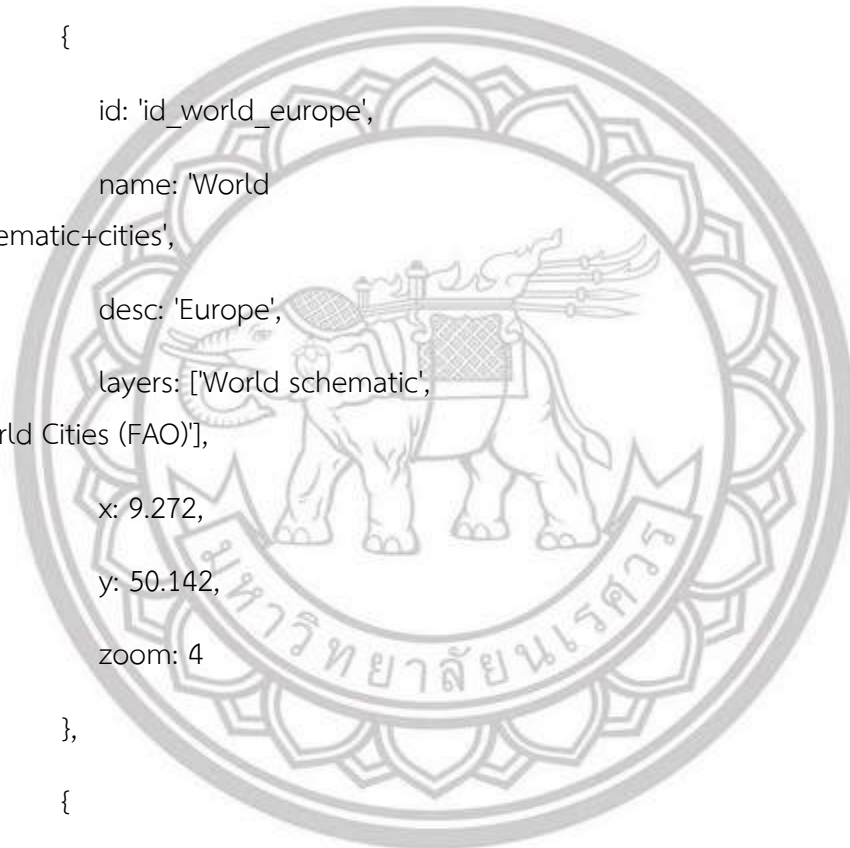 {
id: 'id_world_europe',
name: 'World
ematic+cities',
desc: 'Europe',
layers: ['World schematic',
rld Cities (FAO)'],
x: 9.272,
y: 50.142,
zoom: 4
},
{
มหาวิทยาลัยนเรศวร